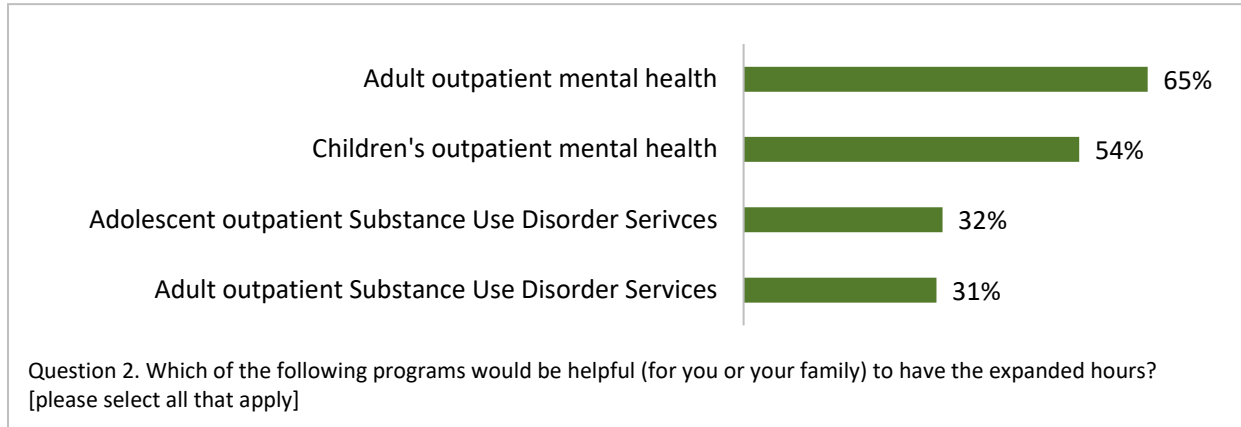 Adult outpatient mental health 65%
Children's outpatient mental health 54%
Adolescent outpatient Substance Use Disorder Serivces 32%
Adult outpatient Substance Use Disorder Services 31%
Question 2. Which of the following programs would be helpful (for you or your family) to have the expanded hours?
[please select all that apply]